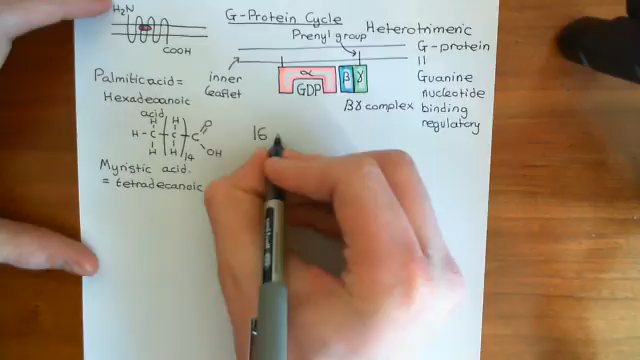 H₂N
COOH
G-Protein Cycle
Heterotrimeric
Prenyl group
G-protein
=
Guanine
nucleotide
binding
regulatory
inner
leaflet
α
GDP
β γ
βγ complex
Palmitic acid =
Hexadecanoic
acid
H H
H-C-C-C=O
H H
14 OH
Myristic acid
= tetradecanoic
16